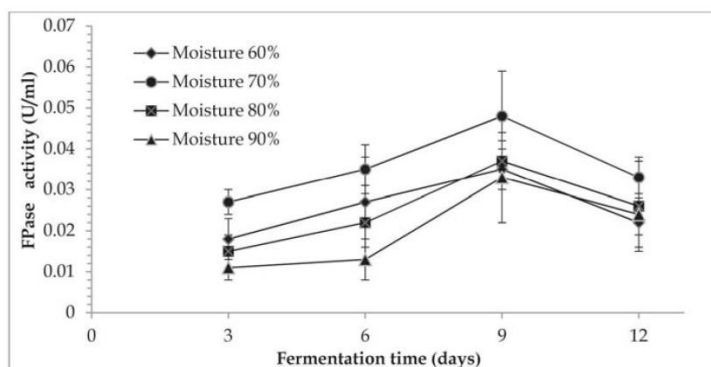 0.07
0.06
0.05
0.04
0.03
0.02
0.01
0
FPase activity (U/ml)
Moisture 60%
Moisture 70%
Moisture 80%
Moisture 90%
0 3 6 9 12
Fermentation time (days)